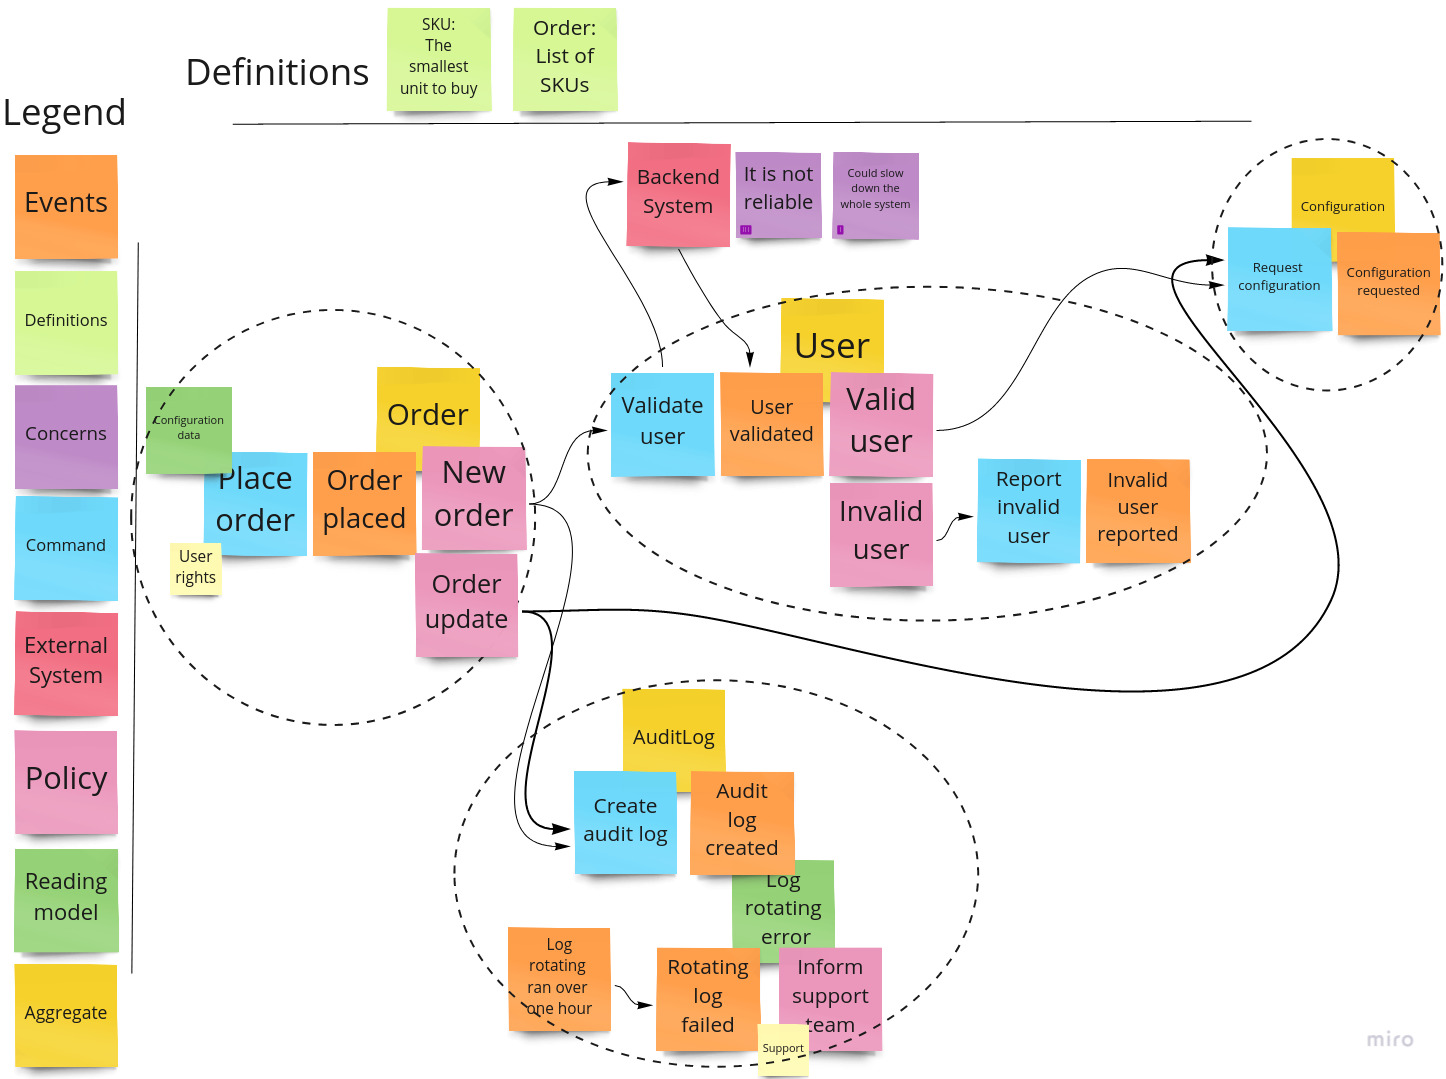 Definitions
SKU:
The
smallest
unit to buy
Order:
List of
SKUs
Legend
Events
Definitions
Concerns
Command
External
System
Policy
Reading
model
Aggregate
Backend
System
It is not
reliable
Could slow
down the
whole system
Configuration
Request
configuration
Configuration
requested
Configuration
data
Order
Place
order
Order
placed
New
order
User
rights
Order
update
User
Validate
user
User
validated
Valid
user
Invalid
user
Report
invalid
user
Invalid
user
reported
AuditLog
Create
audit log
Audit
log
created
Log
rotating
error
Log
rotating
ran over
one hour
Rotating
log
failed
Inform
support
team
Support
miro